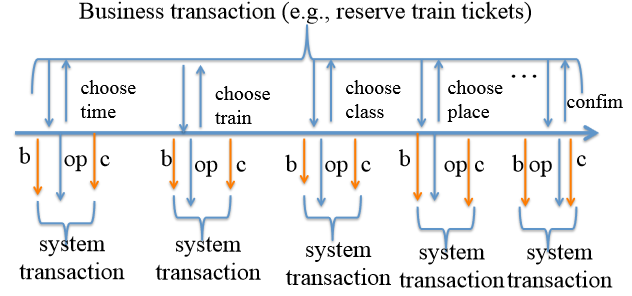 Business transaction (e.g., reserve train tickets)
choose
time
choose
train
choose
class
choose
place
...
confim
b op c
b op c
b op c
b op c
b op c
system
transaction
system
transaction
system
transaction
system
transaction
system
transaction